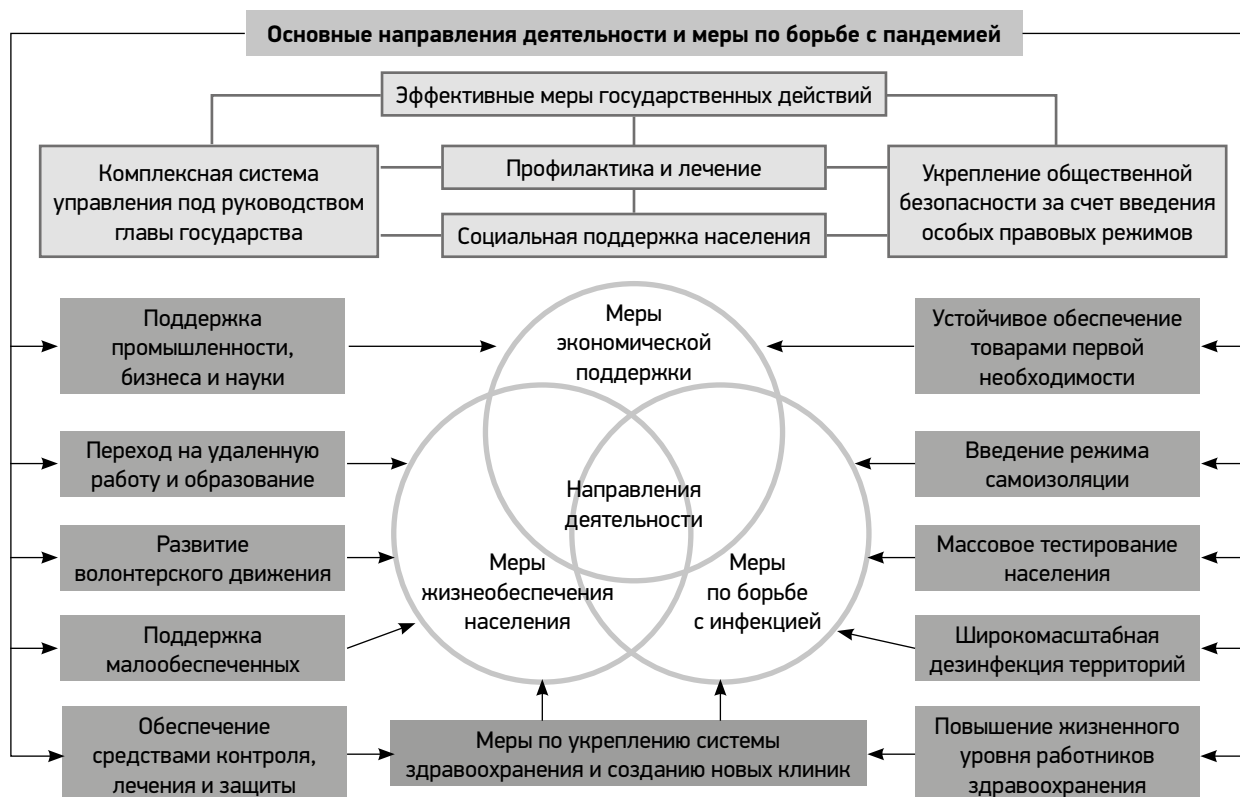 Основные направления деятельности и меры по борьбе с пандемией
Эффективные меры государственных действий
Комплексная система
управления под руководством
главы государства
Профилактика и лечение
Социальная поддержка населения
Укрепление общественной
безопасности за счет введения
особых правовых режимов
Поддержка
промышленности,
бизнеса и науки
Переход на удаленную
работу и образование
Развитие
волонтерского движения
Поддержка
малообеспеченных
Обеспечение
средствами контроля,
лечения и защиты
Меры
экономической
поддержки
Направления
деятельности
Меры
жизнеобеспечения
населения
Меры
по борьбе
с инфекцией
Меры по укреплению системы
здравоохранения и созданию новых клиник
Устойчивое обеспечение
товарами первой
необходимости
Введение режима
самоизоляции
Массовое тестирование
населения
Широкомасштабная
дезинфекция территорий
Повышение жизненного
уровня работников
здравоохранения